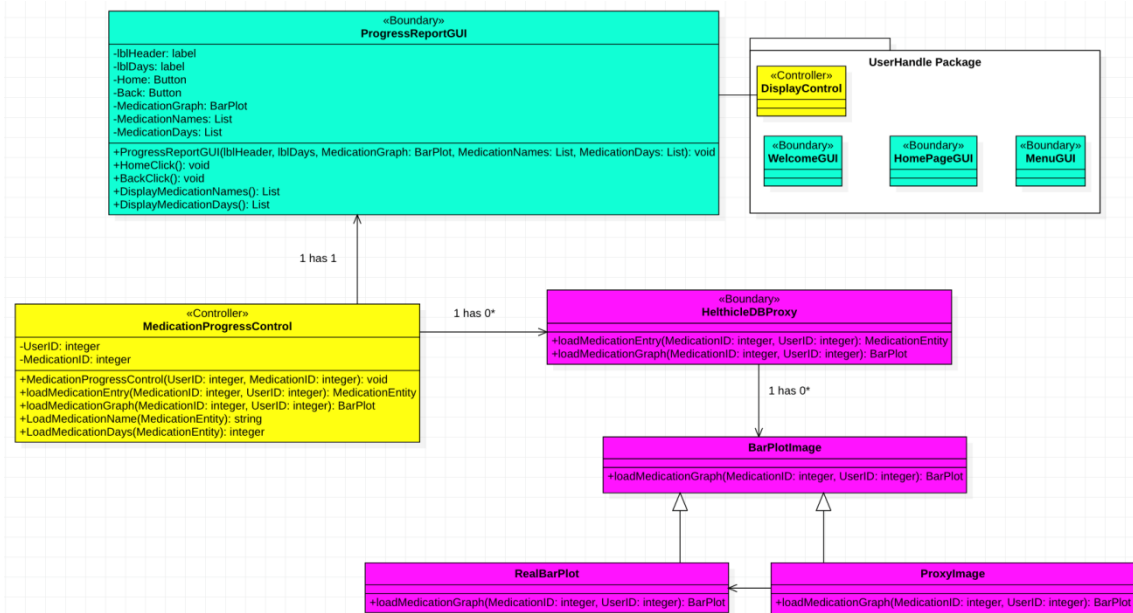 «Boundary»
ProgressReportGUI
-lblHeader: label
-lblDays: label
-Home: Button
-Back: Button
-MedicationGraph: BarPlot
-MedicationNames: List
-MedicationDays: List
+ProgressReportGUI(lblHeader, lblDays, MedicationGraph: BarPlot, MedicationNames: List, MedicationDays: List): void
+HomeClick(): void
+BackClick(): void
+DisplayMedicationNames(): List
+DisplayMedicationDays(): List
UserHandle Package
«Controller»
DisplayControl
«Boundary»
WelcomeGUI
«Boundary»
HomePageGUI
«Boundary»
MenuGUI
1 has 1
«Controller»
MedicationProgressControl
-UserID: integer
-MedicationID: integer
+MedicationProgressControl(UserID: integer, MedicationID: integer): void
+loadMedicationEntry(MedicationID: integer, UserID: integer): MedicationEntity
+loadMedicationGraph(MedicationID: integer, UserID: integer): BarPlot
+LoadMedicationName(MedicationEntity): string
+LoadMedicationDays(MedicationEntity): integer
1 has 0*
«Boundary»
HelthicleDBProxy
+loadMedicationEntry(MedicationID: integer, UserID: integer): MedicationEntity
+loadMedicationGraph(MedicationID: integer, UserID: integer): BarPlot
1 has 0*
BarPlotImage
+loadMedicationGraph(MedicationID: integer, UserID: integer): BarPlot
RealBarPlot
+loadMedicationGraph(MedicationID: integer, UserID: integer): BarPlot
ProxyImage
+loadMedicationGraph(MedicationID: integer, UserID: integer): BarPlot